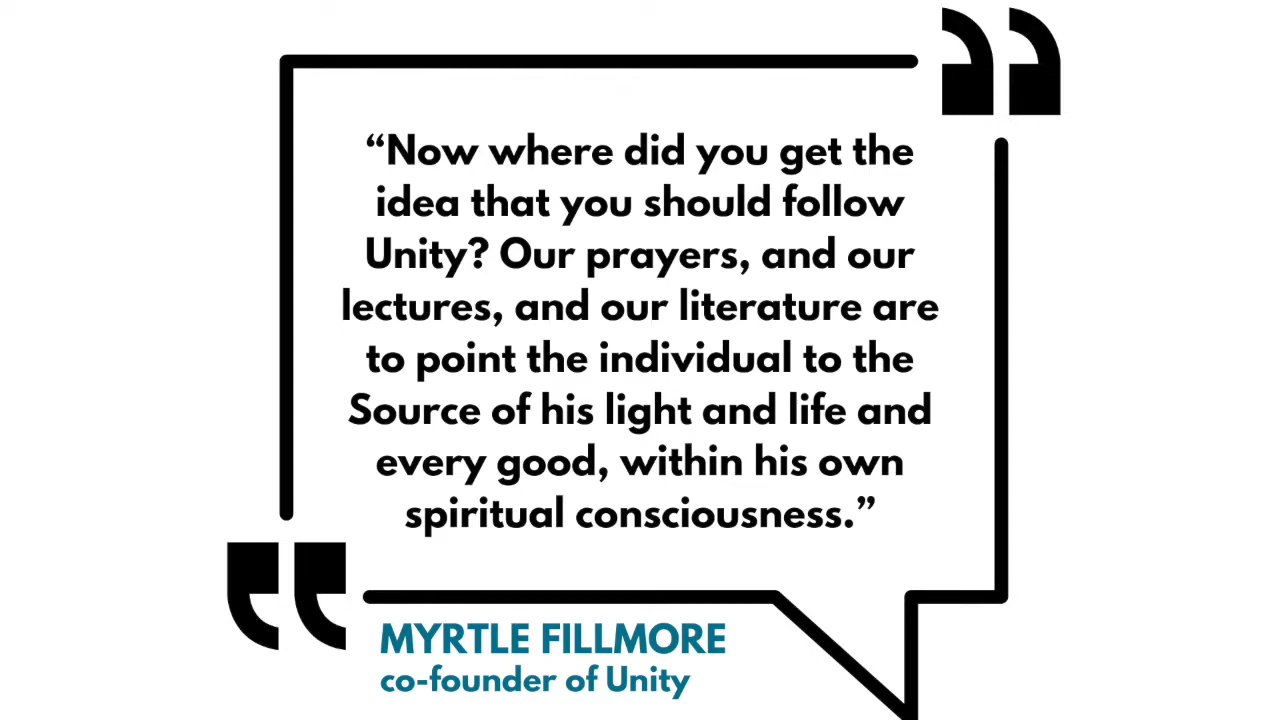 “Now where did you get the
idea that you should follow
Unity? Our prayers, and our
lectures, and our literature are
to point the individual to the
Source of his light and life and
every good, within his own
spiritual consciousness.”
MYRTLE FILLMORE
co-founder of Unity